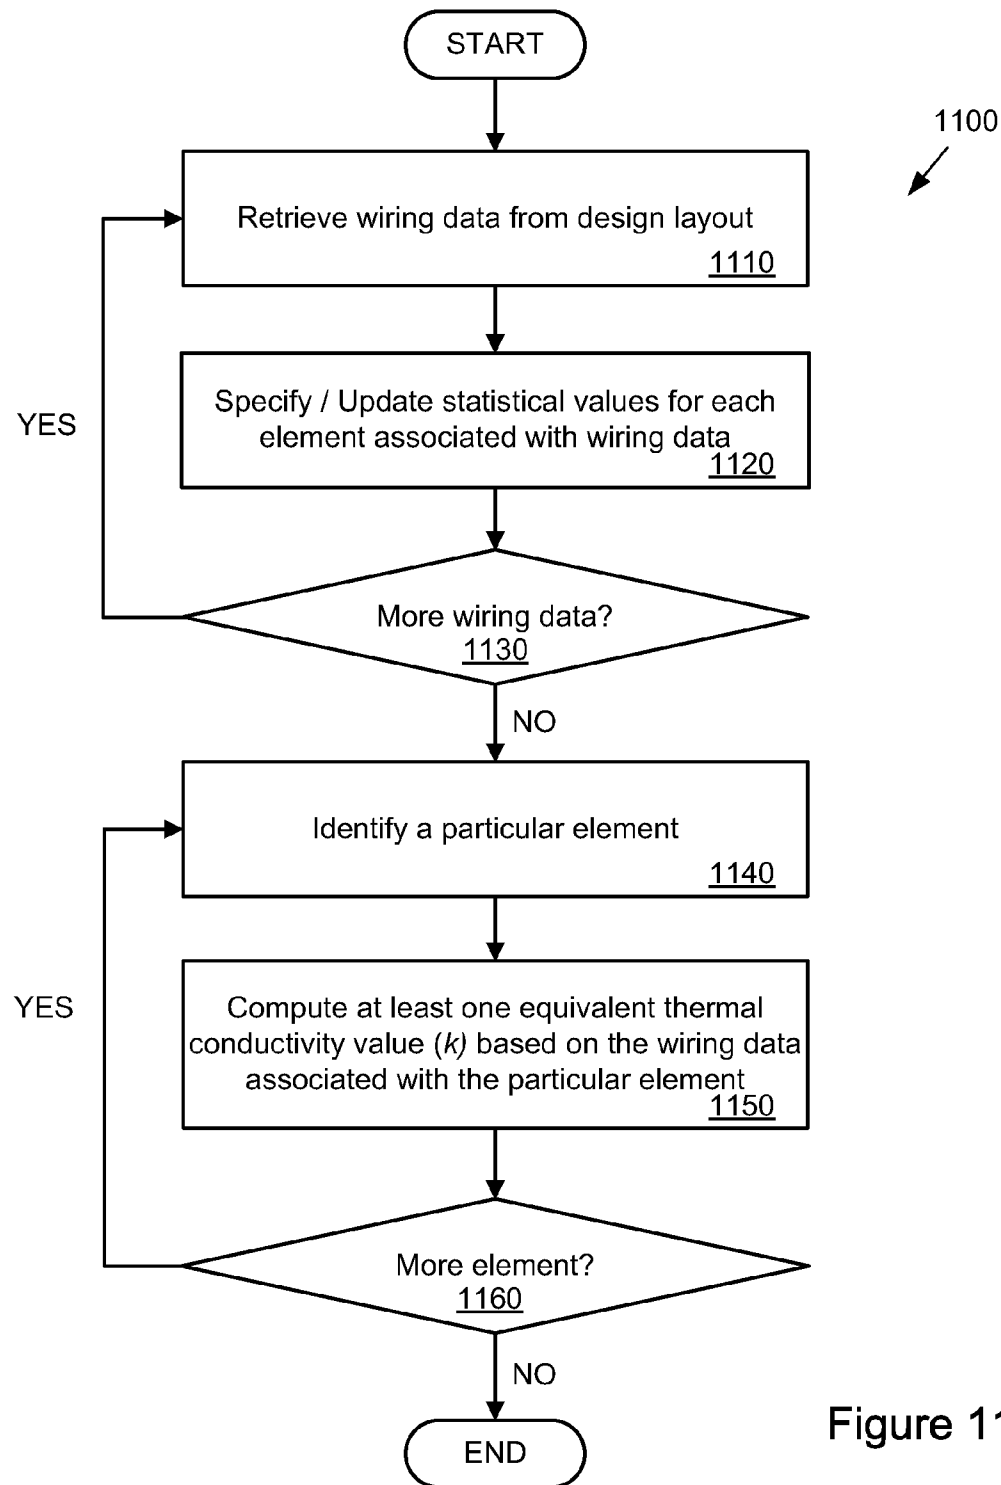 START
1100
Retrieve wiring data from design layout
1110
Specify / Update statistical values for each
element associated with wiring data
1120
YES
More wiring data?
1130
NO
Identify a particular element
1140
YES
Compute at least one equivalent thermal
conductivity value (k) based on the wiring data
associated with the particular element
1150
More element?
1160
NO
Figure 11
END